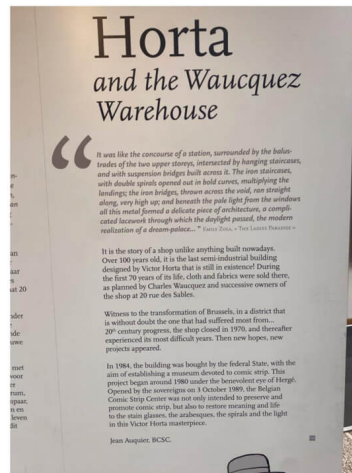 Horta
and the Waucquez
Warehouse
“
It was like the concourse of a station, surrounded by the balus-
trades of the two upper storeys, intersected by hanging staircases,
and with suspension bridges built across it. The iron staircases,
with double spirals opened out in bold curves, multiplying the
landings; the iron bridges, thrown across the void, ran straight
along, very high up; and beneath the pale light from the windows
all this metal formed a delicate piece of architecture, a compli-
cated lacework through which the daylight passed, the modern
realization of a dream-palace... " Emile Zola, « The Ladies Paradise »
It is the story of a shop unlike anything built nowadays.
Over 100 years old, it is the last semi-industrial building
designed by Victor Horta that is still in existence! During
the first 70 years of its life, cloth and fabrics were sold there,
as planned by Charles Waucquez and successive owners of
the shop at 20 rue des Sables.
Witness to the transformation of Brussels, in a district that
is without doubt the one that had suffered most from...
20th century progress, the shop closed in 1970, and thereafter
experienced its most difficult years. Then new hopes, new
projects appeared.
In 1984, the building was bought by the federal State, with the
aim of establishing a museum devoted to comic strip. This
project began around 1980 under the benevolent eye of Hergé.
Opened by the sovereigns on 3 October 1989, the Belgian
Comic Strip Center was not only intended to preserve and
promote comic strip, but also to restore meaning and life
to the stain glasses, the arabesques, the spirals and the light
in this Victor Horta masterpiece.
Jean Auquier, BCSC.